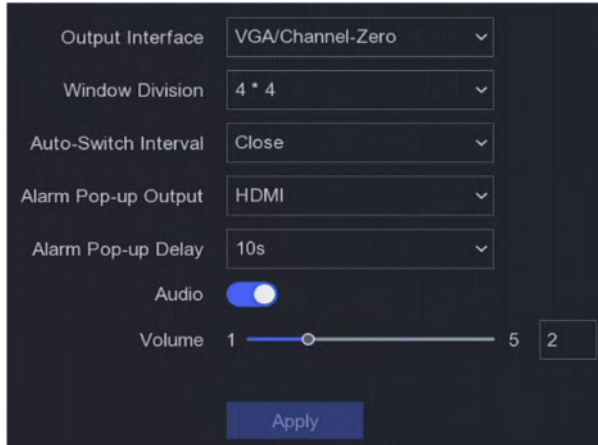 Output Interface VGA/Channel-Zero
Window Division 4 * 4
Auto-Switch Interval Close
Alarm Pop-up Output HDMI
Alarm Pop-up Delay 10s
Audio
Volume 1 5 2
Apply